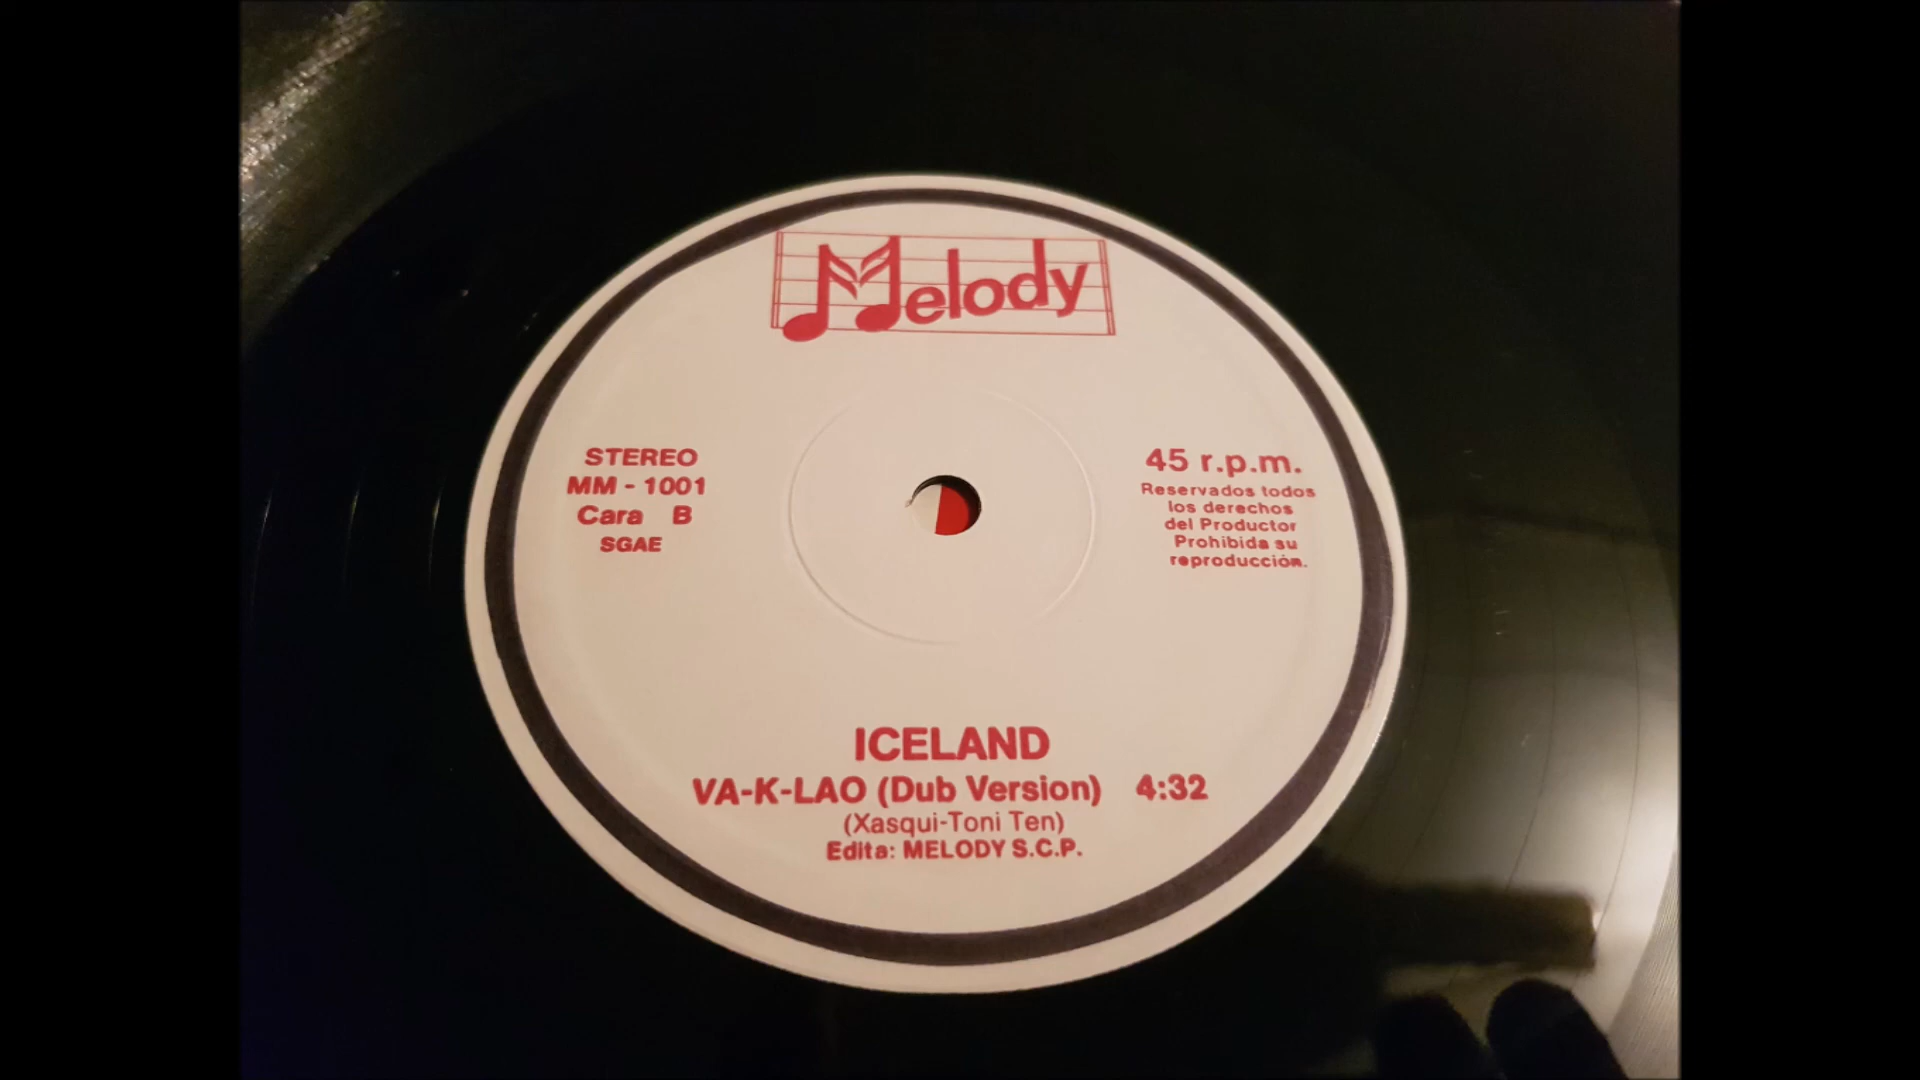 Melody
STEREO
MM - 1001
Cara B
SGAE
45 r.p.m.
Reservados todos
los derechos
del Productor
Prohibida su
reproducción.
ICELAND
VA-K-LAO (Dub Version) 4:32
(Xasqui-Toni Ten)
Edita: MELODY S.C.P.